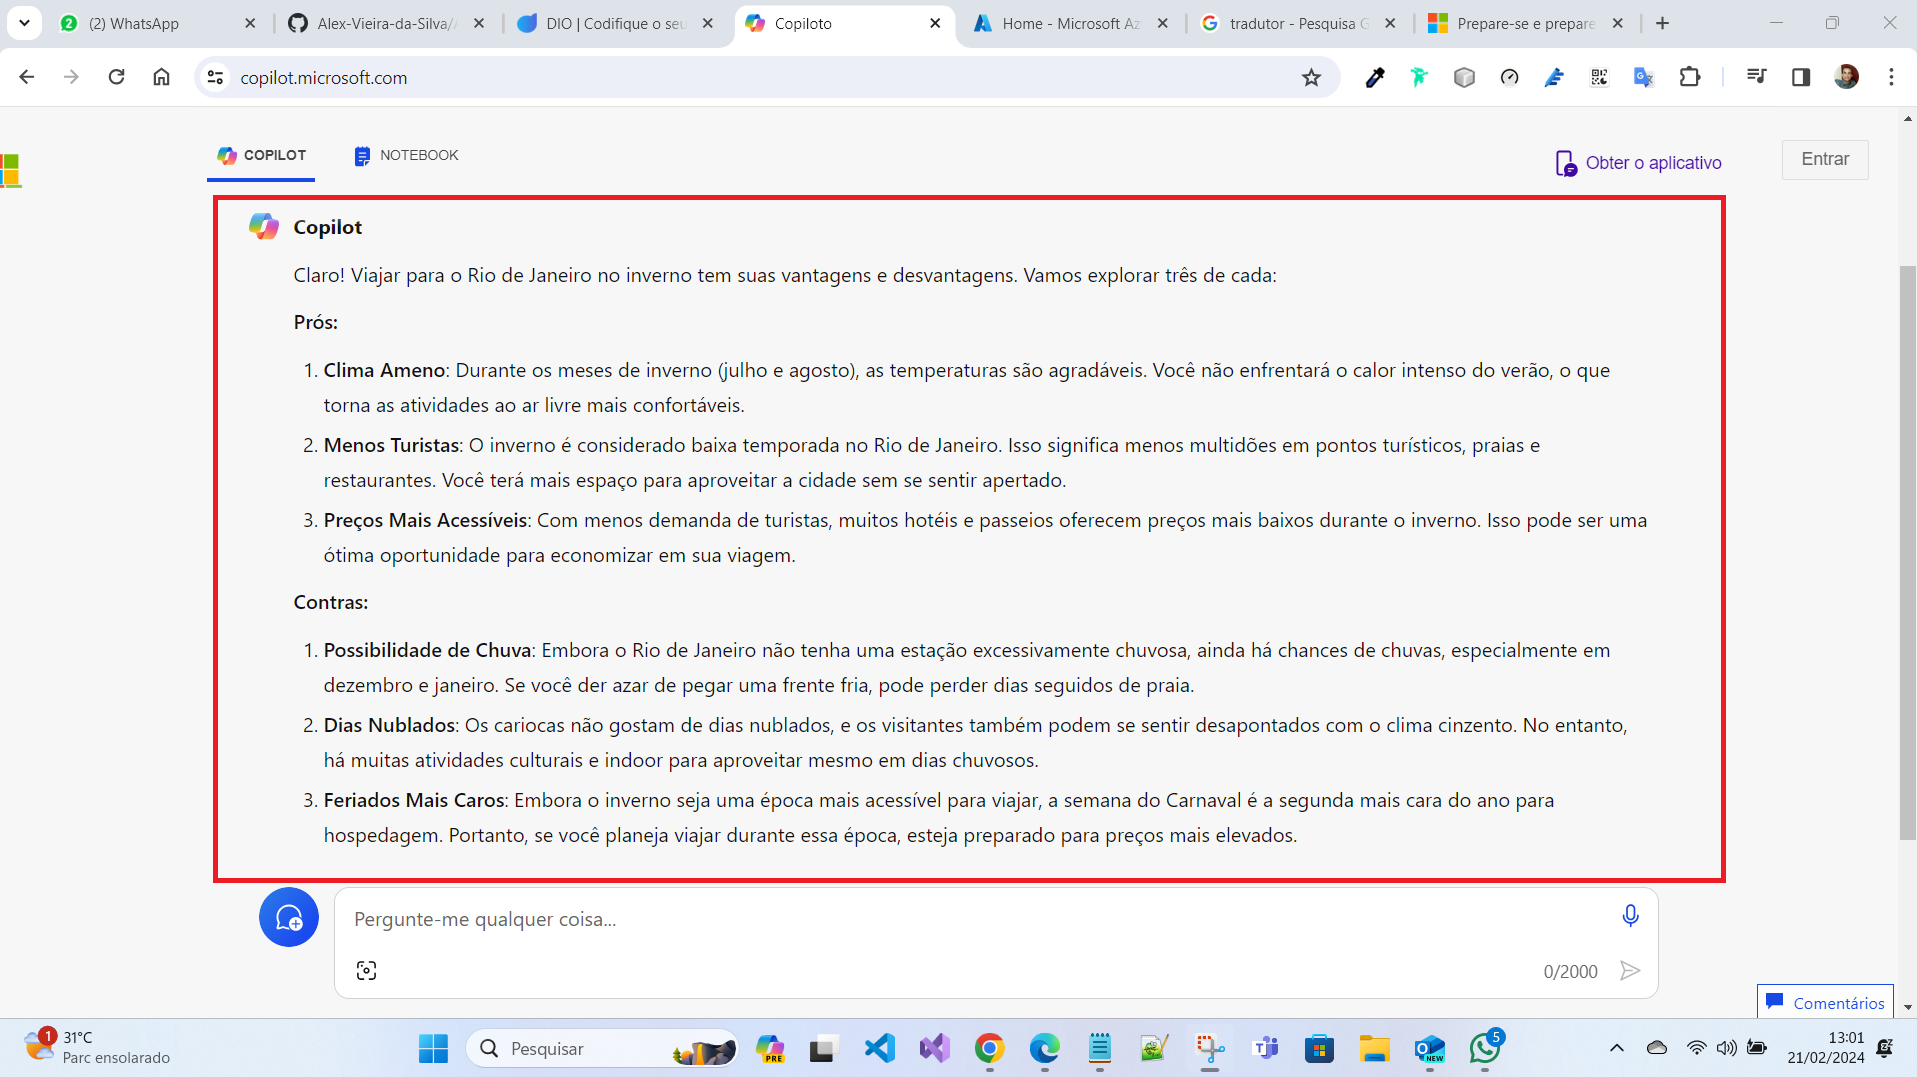 (2) WhatsApp
Alex-Vieira-da-Silva/
DIO | Codifique o seu
Copiloto
Home - Microsoft Az
tradutor - Pesquisa G
Prepare-se e prepare
copilot.microsoft.com
COPILOT
NOTEBOOK
Obter o aplicativo
Entrar
Copilot
Claro! Viajar para o Rio de Janeiro no inverno tem suas vantagens e desvantagens. Vamos explorar três de cada:
Prós:
1. Clima Ameno: Durante os meses de inverno (julho e agosto), as temperaturas são agradáveis. Você não enfrentará o calor intenso do verão, o que
torna as atividades ao ar livre mais confortáveis.
2. Menos Turistas: O inverno é considerado baixa temporada no Rio de Janeiro. Isso significa menos multidões em pontos turísticos, praias e
restaurantes. Você terá mais espaço para aproveitar a cidade sem se sentir apertado.
3. Preços Mais Acessíveis: Com menos demanda de turistas, muitos hotéis e passeios oferecem preços mais baixos durante o inverno. Isso pode ser uma
ótima oportunidade para economizar em sua viagem.
Contras:
1. Possibilidade de Chuva: Embora o Rio de Janeiro não tenha uma estação excessivamente chuvosa, ainda há chances de chuvas, especialmente em
dezembro e janeiro. Se você der azar de pegar uma frente fria, pode perder dias seguidos de praia.
2. Dias Nublados: Os cariocas não gostam de dias nublados, e os visitantes também podem se sentir desapontados com o clima cinzento. No entanto,
há muitas atividades culturais e indoor para aproveitar mesmo em dias chuvosos.
3. Feriados Mais Caros: Embora o inverno seja uma época mais acessível para viajar, a semana do Carnaval é a segunda mais cara do ano para
hospedagem. Portanto, se você planeja viajar durante essa época, esteja preparado para preços mais elevados.
Pergunte-me qualquer coisa...
0/2000
Comentários
1
31°C
Parc ensolarado
Pesquisar
PRE
NEW
5
13:01
21/02/2024